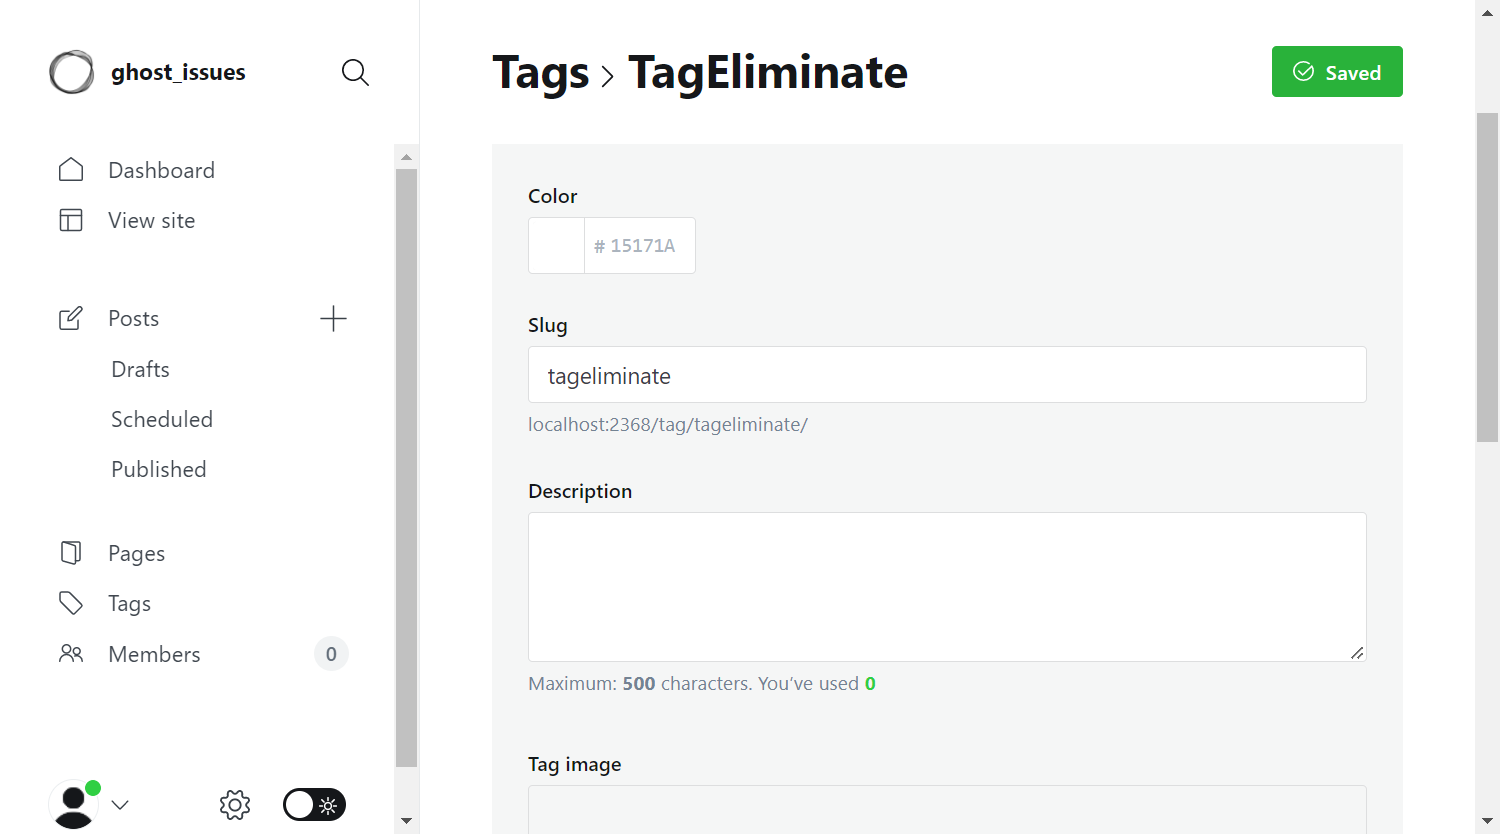 ghost_issues
Dashboard
View site
Posts
Drafts
Scheduled
Published
Pages
Tags
Members 0
Tags > TagEliminate
Saved
Color
# 15171A
Slug
tageliminate
localhost:2368/tag/tageliminate/
Description
Maximum: 500 characters. You’ve used 0
Tag image